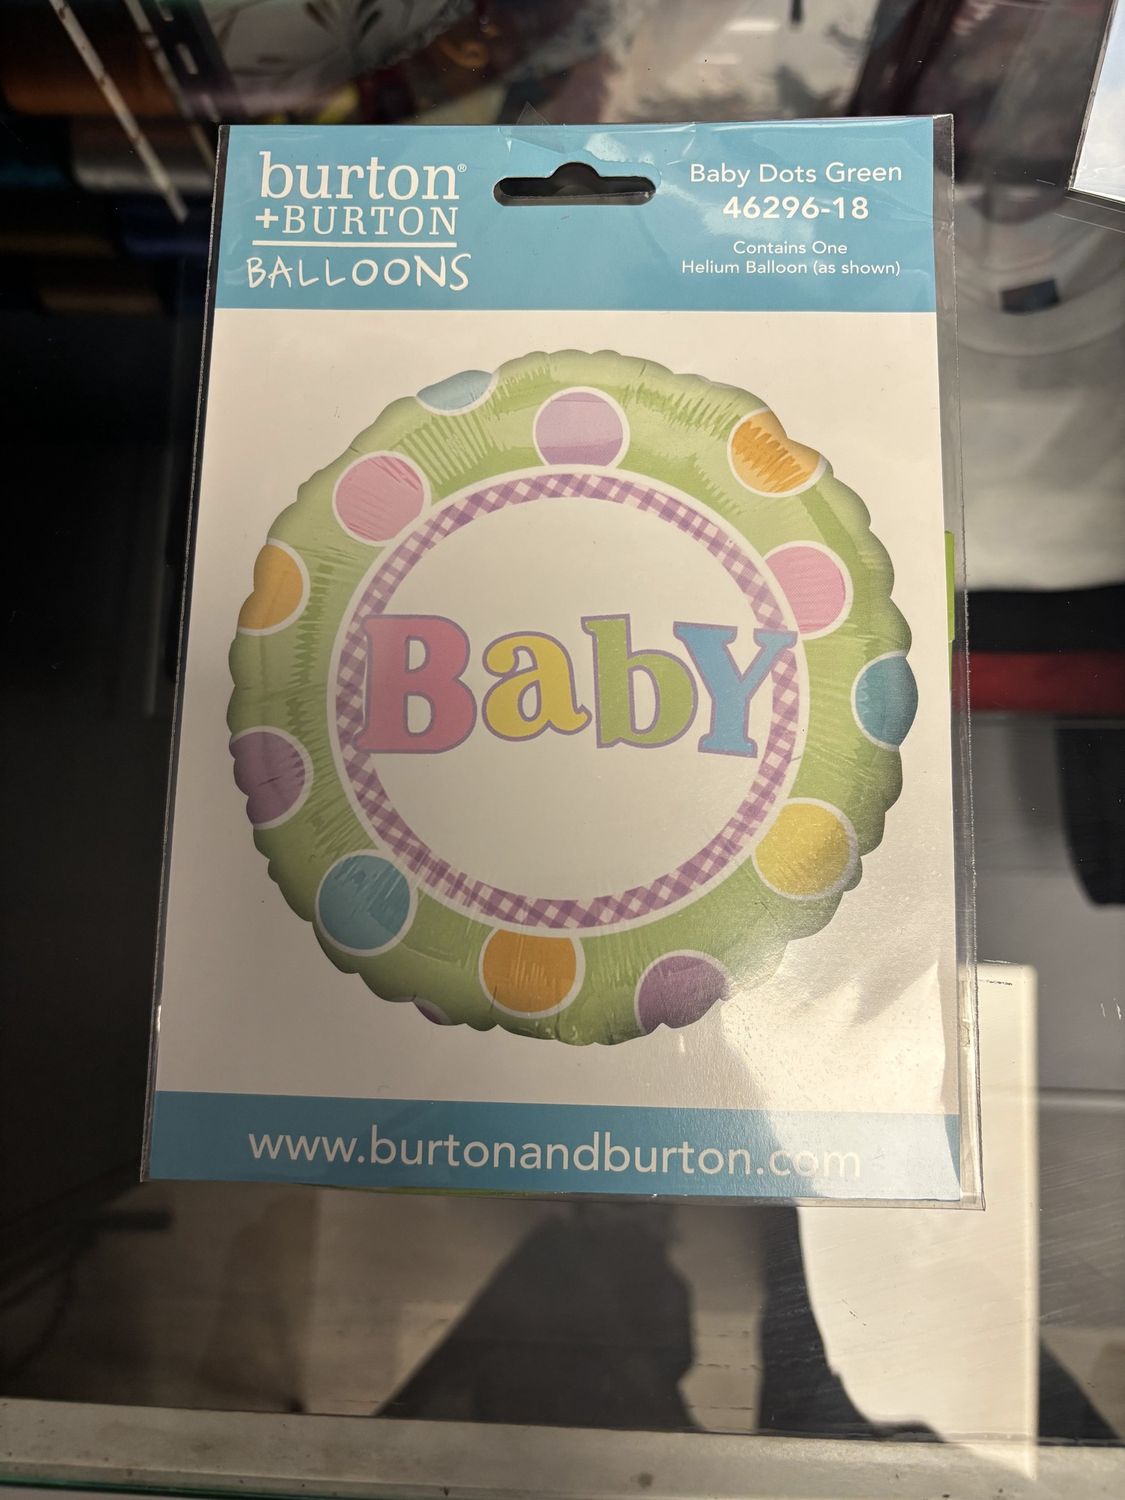 burton®
+BURTON
BALLOONS
Baby Dots Green
46296-18
Contains One
Helium Balloon (as shown)
BabY
www.burtonandburton.com